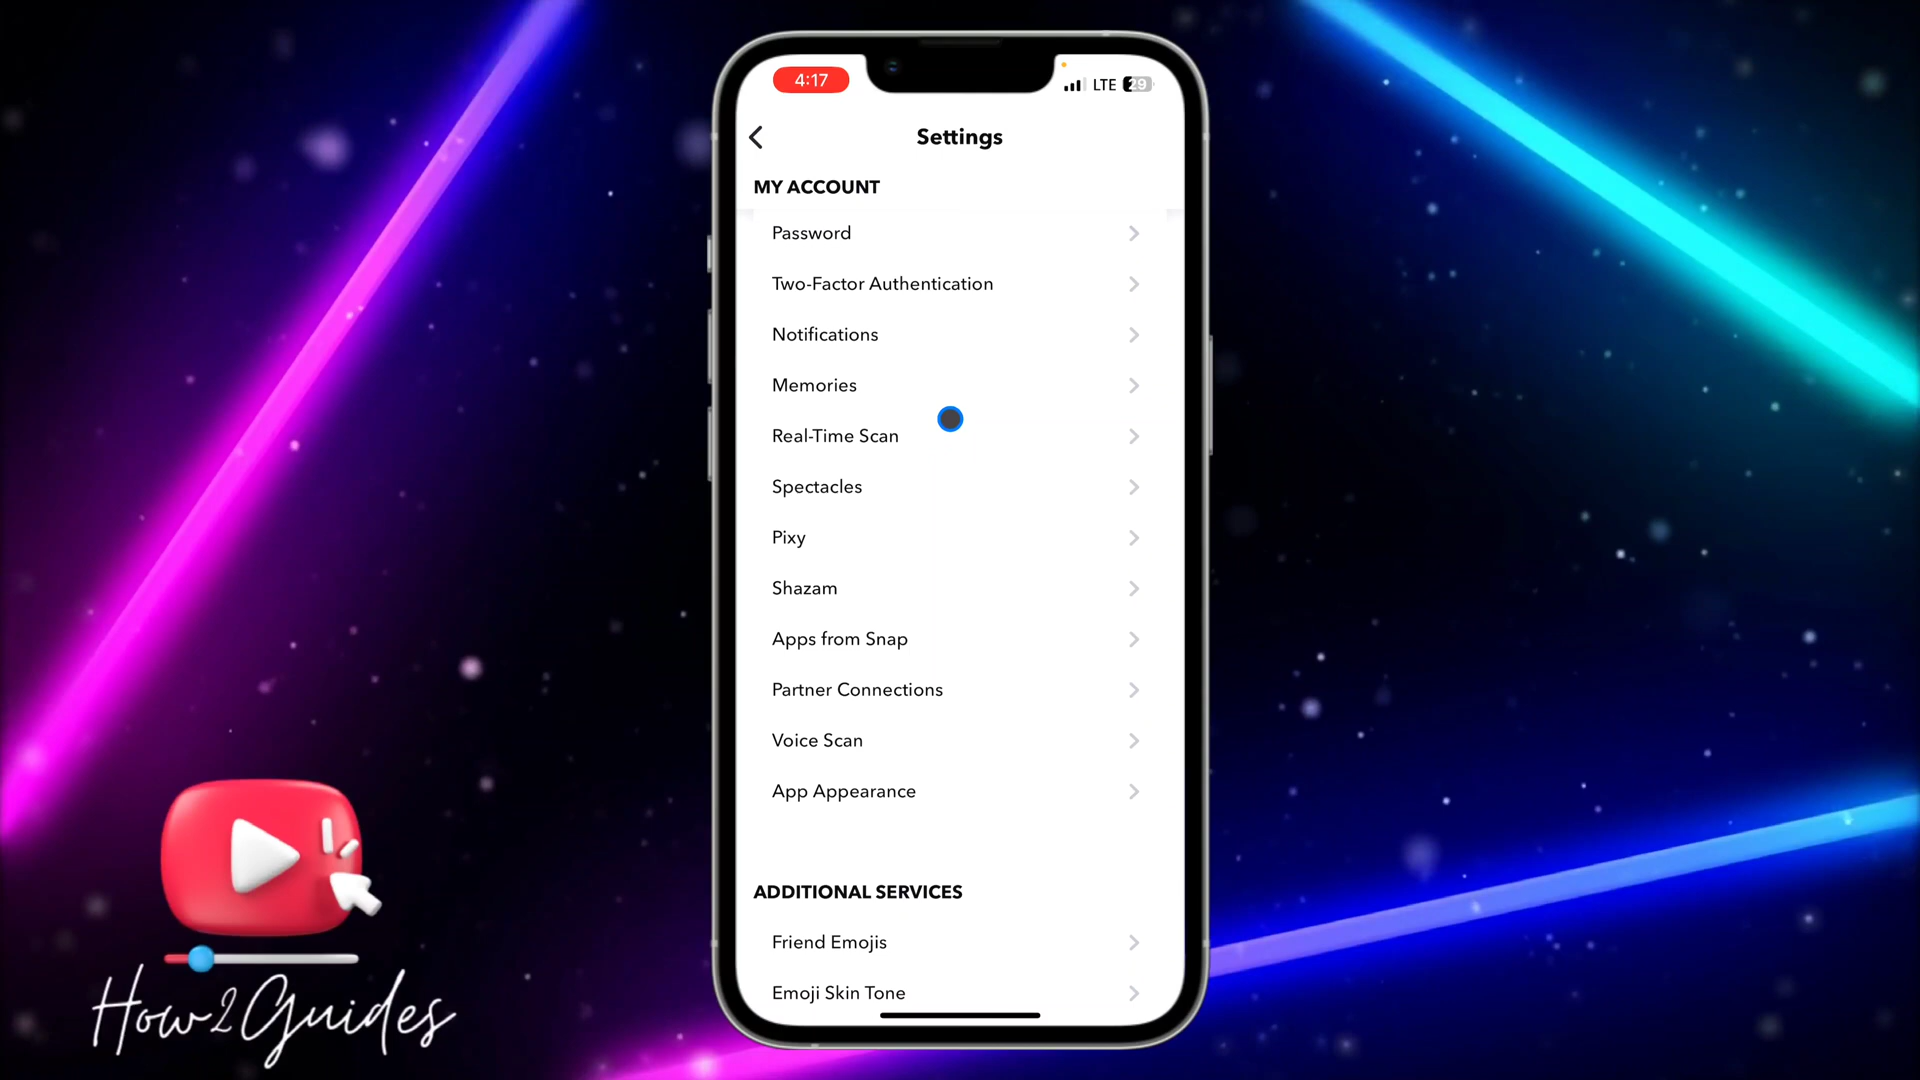 4:17
LTE 29
Settings
MY ACCOUNT
Password
Two-Factor Authentication
Notifications
Memories
Real-Time Scan
Spectacles
Pixy
Shazam
Apps from Snap
Partner Connections
Voice Scan
App Appearance
ADDITIONAL SERVICES
Friend Emojis
Emoji Skin Tone
How2Guides